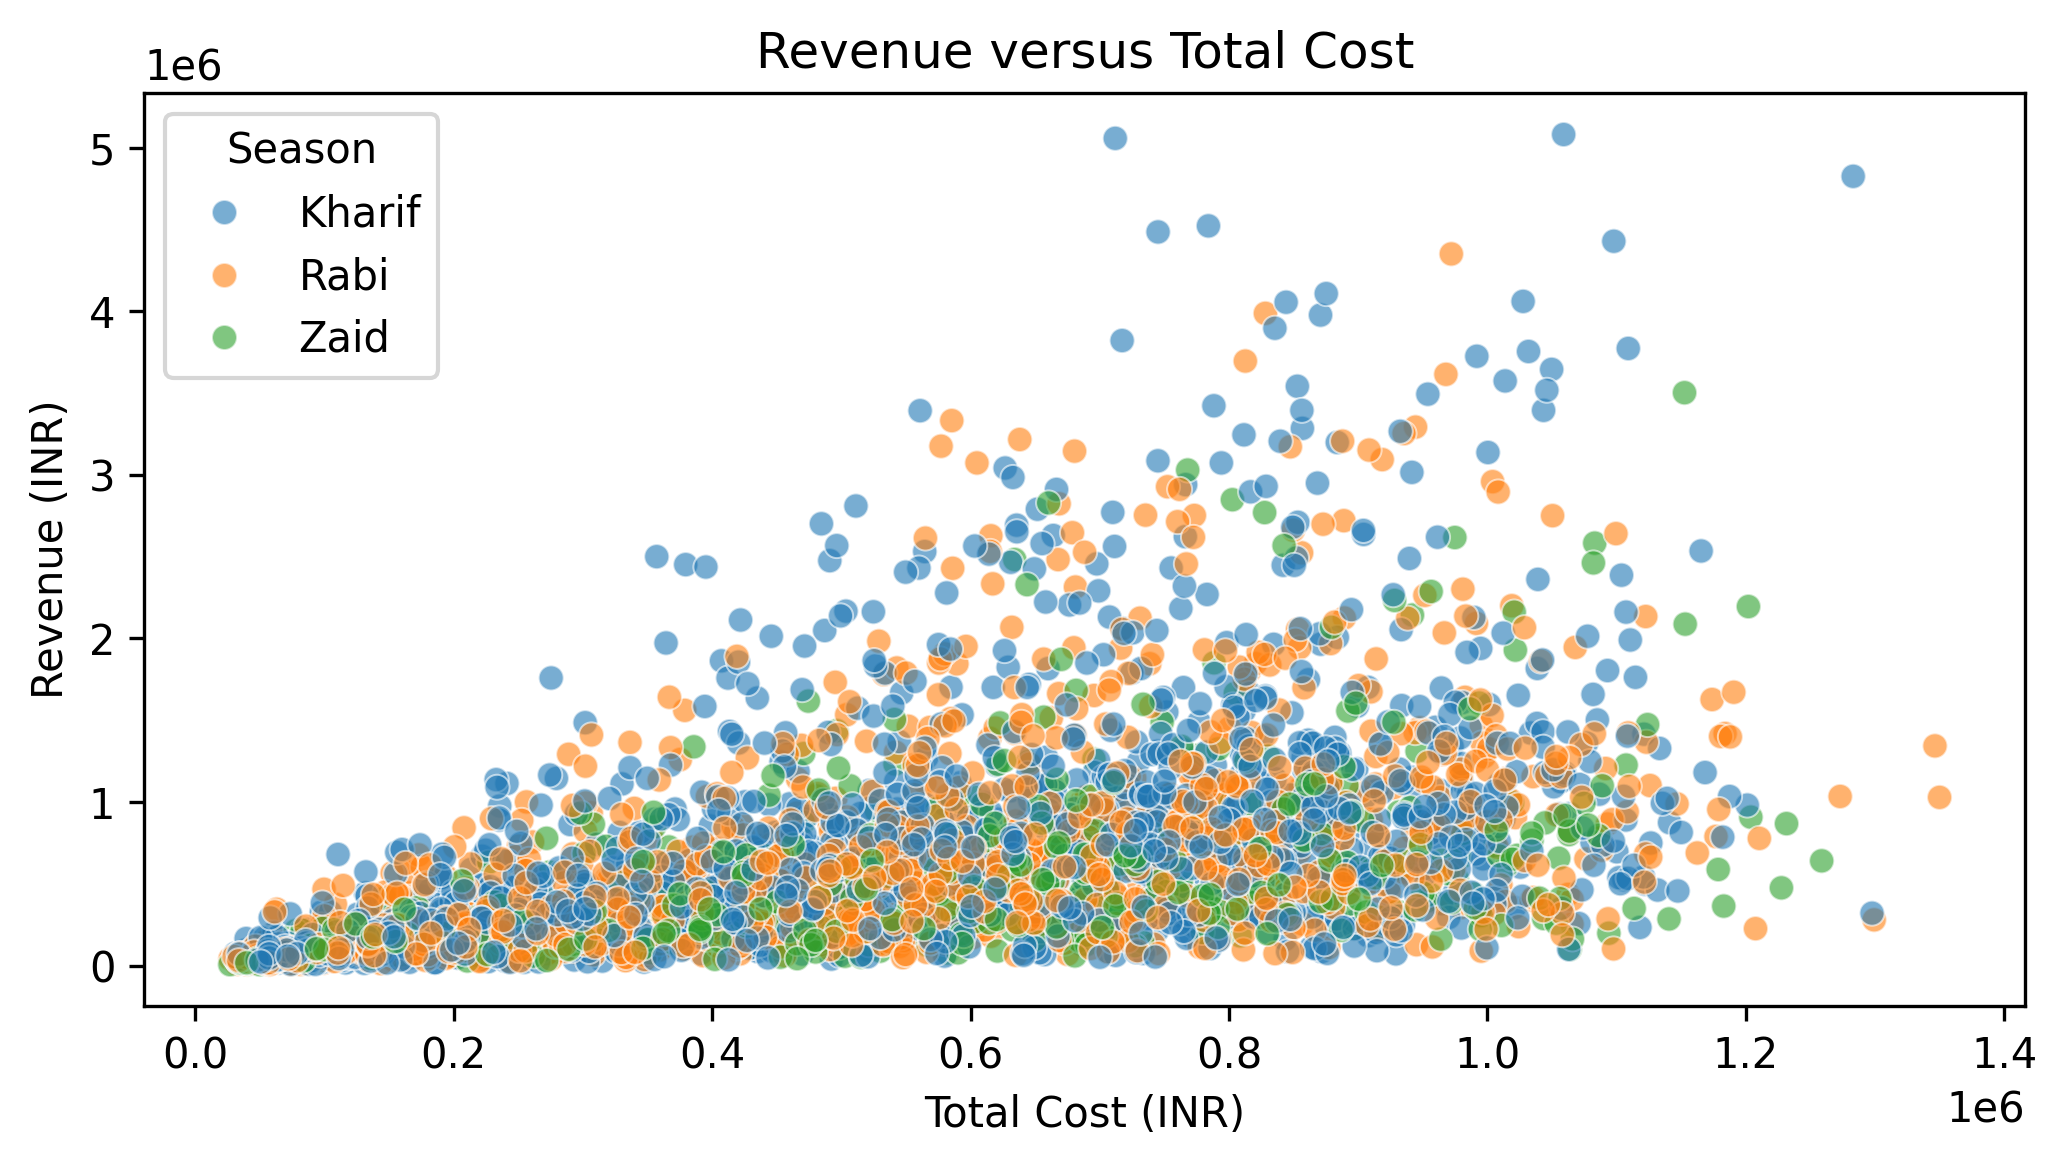 Revenue versus Total Cost
1e6
Season
Kharif
Rabi
Zaid
Revenue (INR)
5
4
3
2
1
0
0.0 0.2 0.4 0.6 0.8 1.0 1.2 1.4
1e6
Total Cost (INR)